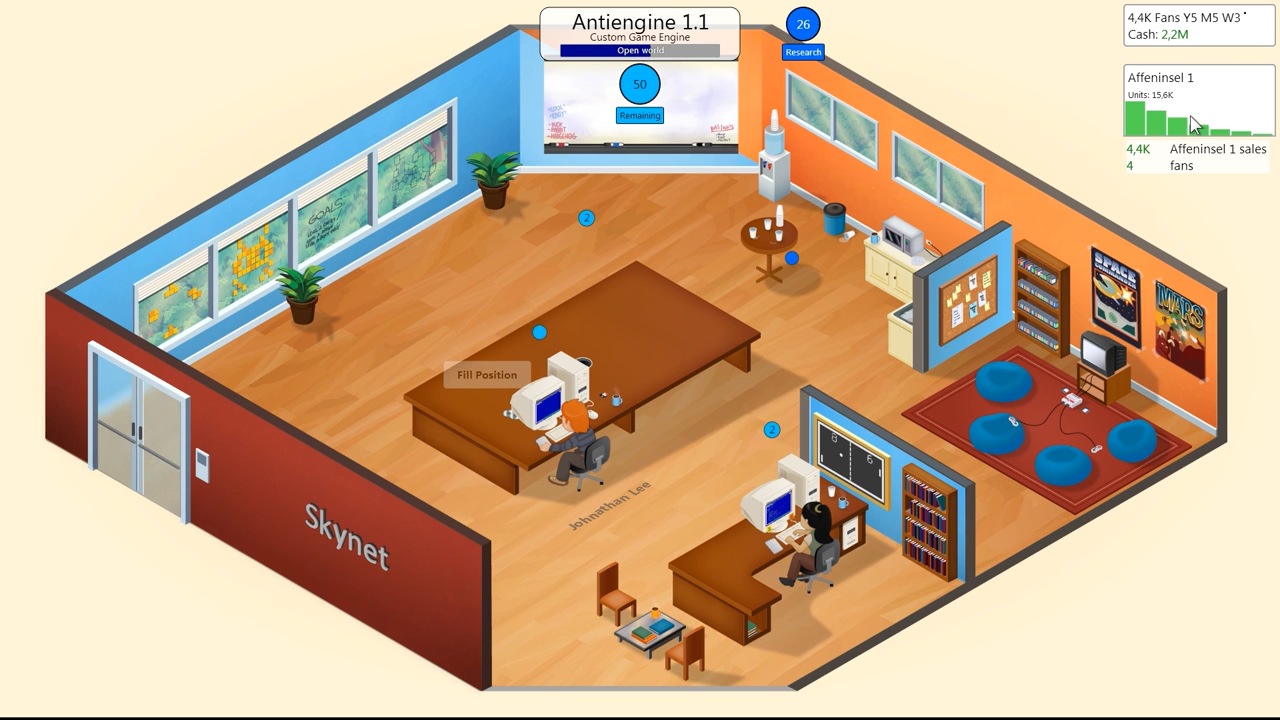 Antiengine 1.1
Custom Game Engine
Open world
50
Remaining
26
Research
4,4K Fans Y5 M5 W3
Cash: 2,2M
Affeninsel 1
Units: 15,6K
4,4K Affeninsel 1 sales
4 fans
GOALS
2
SPACE
MARS
Fill Position
2
8 6
Johnathan Lee
Skynet